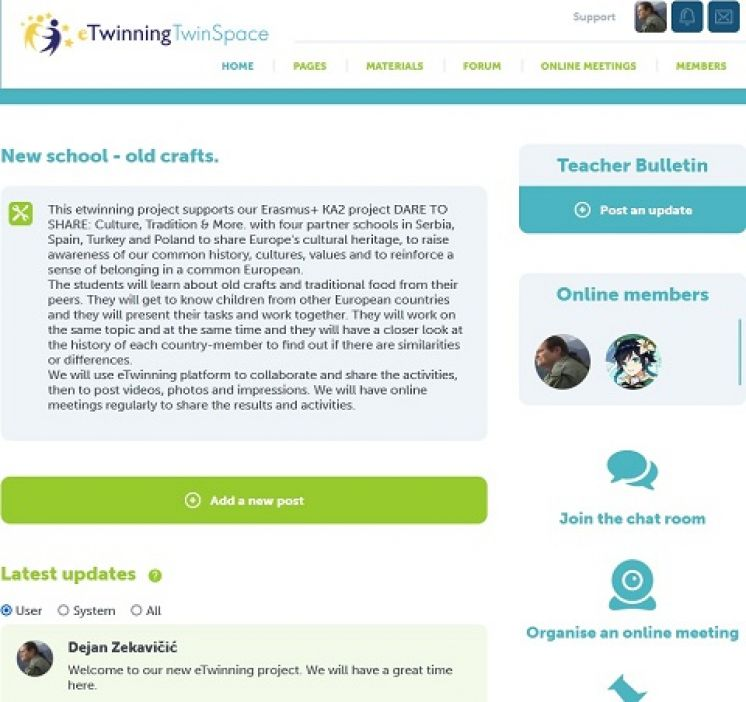 eTwinningTwinSpace
Support
HOME
PAGES
MATERIALS
FORUM
ONLINE MEETINGS
MEMBERS
New school - old crafts.
This etwinning project supports our Erasmus+ KA2 project DARE TO
SHARE: Culture, Tradition & More. with four partner schools in Serbia,
Spain, Turkey and Poland to share Europe's cultural heritage, to raise
awareness of our common history, cultures, values and to reinforce a
sense of belonging in a common European.
The students will learn about old crafts and traditional food from their
peers. They will get to know children from other European countries
and they will present their tasks and work together. They will work on
the same topic and at the same time and they will have a closer look at
the history of each country-member to find out if there are similarities
or differences.
We will use eTwinning platform to collaborate and share the activities,
then to post videos, photos and impressions. We will have online
meetings regularly to share the results and activities.
Add a new post
Latest updates ?
User
System
All
Dejan Zekavičić
Welcome to our new eTwinning project. We will have a great time
here.
Teacher Bulletin
Post an update
Online members
Join the chat room
Organise an online meeting